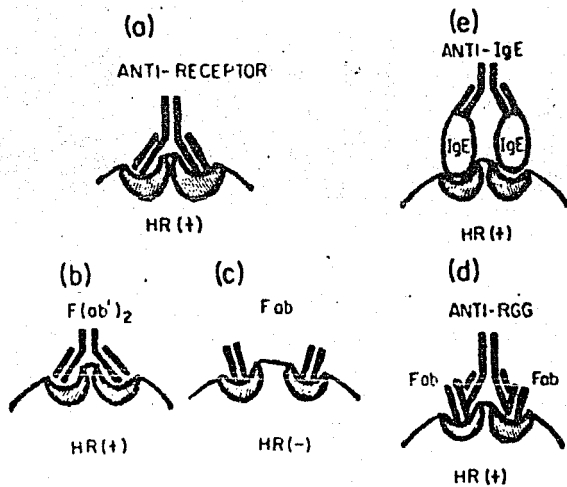 (a)
ANTI-RECEPTOR
HR (+)
(e)
ANTI-IgE
IgE IgE
HR (+)
(b)
F(ab')₂
HR (+)
(c)
Fab
HR (-)
(d)
ANTI-RGG
Fab Fab
HR (+)